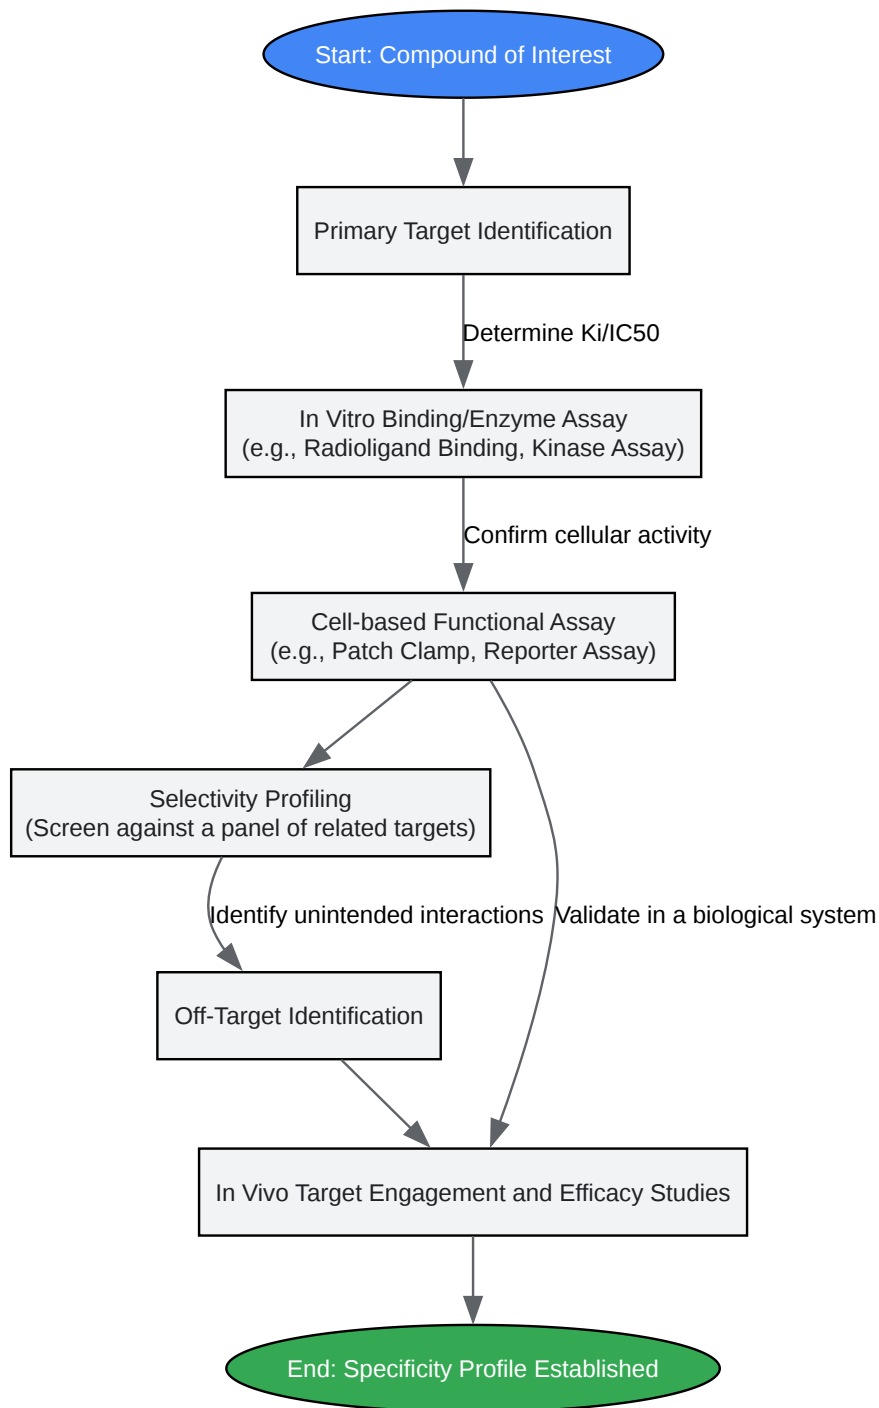 Start: Compound of Interest
Primary Target Identification
Determine Ki/IC50
In Vitro Binding/Enzyme Assay
(e.g., Radioligand Binding, Kinase Assay)
Confirm cellular activity
Cell-based Functional Assay
(e.g., Patch Clamp, Reporter Assay)
Selectivity Profiling
(Screen against a panel of related targets)
Identify unintended interactions
Validate in a biological system
Off-Target Identification
In Vivo Target Engagement and Efficacy Studies
End: Specificity Profile Established